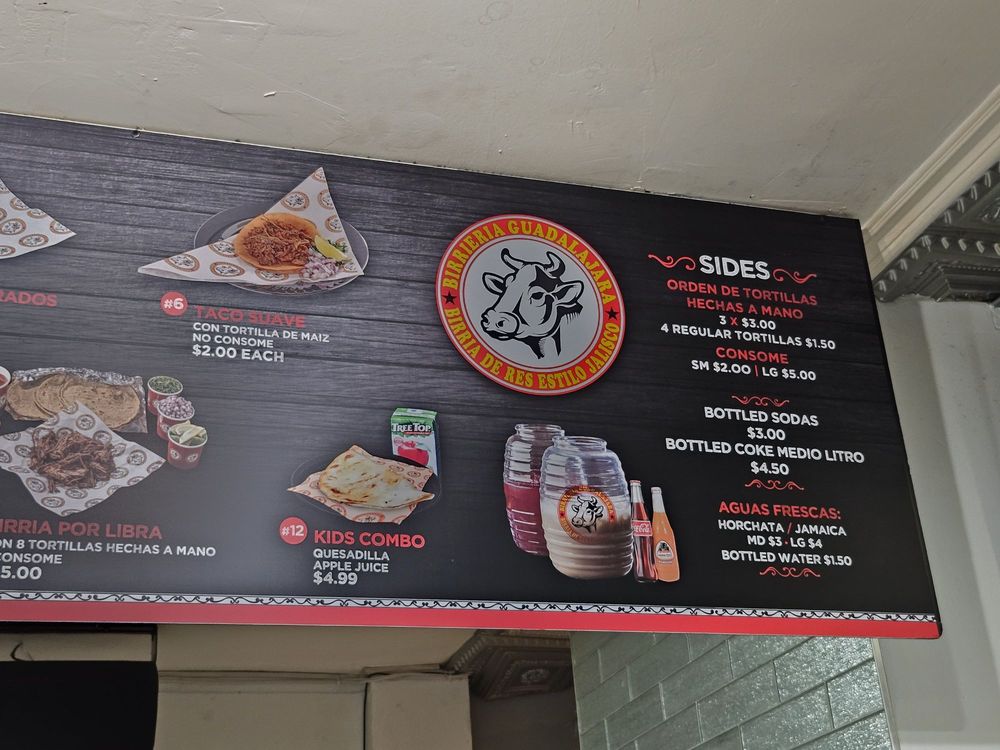 RADOS
#6 TACO SUAVE
CON TORTILLA DE MAIZ
NO CONSOME
$2.00 EACH
IRRIA POR LIBRA
ON 8 TORTILLAS HECHAS A MANO
CONSOME
5.00
TREE TOP
#12 KIDS COMBO
QUESADILLA
APPLE JUICE
$4.99
BIRRIERIA GUADALAJARA
BIRRIA DE RES ESTILO JALISCO
SIDES
ORDEN DE TORTILLAS
HECHAS A MANO
3 X $3.00
4 REGULAR TORTILLAS $1.50
CONSOME
SM $2.00 | LG $5.00
BOTTLED SODAS
$3.00
BOTTLED COKE MEDIO LITRO
$4.50
AGUAS FRESCAS:
HORCHATA / JAMAICA
MD $3 · LG $4
BOTTLED WATER $1.50